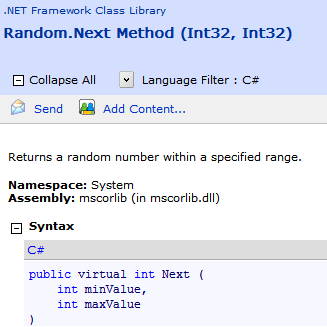 .NET Framework Class Library
Random.Next Method (Int32, Int32)
Collapse All Language Filter : C#
Send Add Content...
Returns a random number within a specified range.
Namespace: System
Assembly: mscorlib (in mscorlib.dll)
Syntax
C#
public virtual int Next (
int minValue,
int maxValue
)